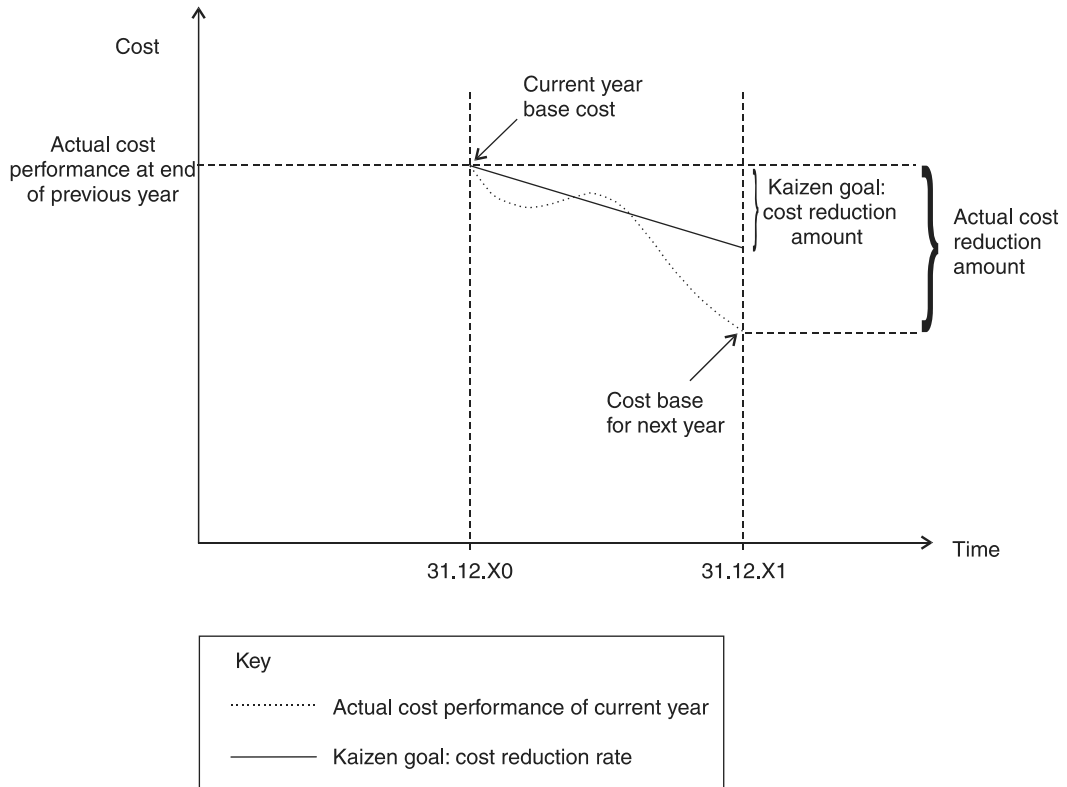 Cost
Current year
base cost
Actual cost
performance at end
of previous year
Kaizen goal:
cost reduction
amount
Actual cost
reduction
amount
Cost base
for next year
Time
31.12.X0
31.12.X1
Key
Actual cost performance of current year
Kaizen goal: cost reduction rate